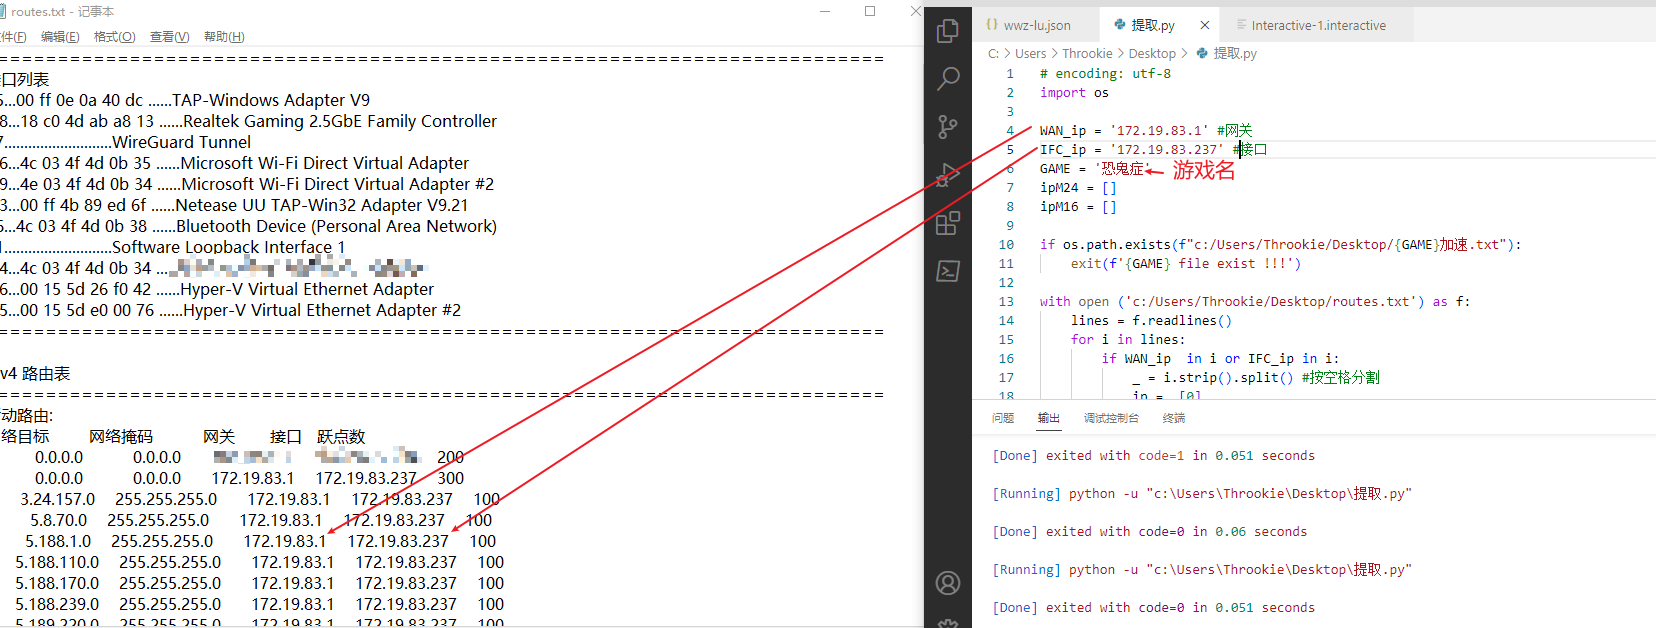 routes.txt - 记事本
件(F) 编辑(E) 格式(O) 查看(V) 帮助(H)
===========================================================================
口列表
5...00 ff 0e 0a 40 dc ......TAP-Windows Adapter V9
8...18 c0 4d ab a8 13 ......Realtek Gaming 2.5GbE Family Controller
7...........................WireGuard Tunnel
6...4c 03 4f 4d 0b 35 ......Microsoft Wi-Fi Direct Virtual Adapter
9...4e 03 4f 4d 0b 34 ......Microsoft Wi-Fi Direct Virtual Adapter #2
3...00 ff 4b 89 ed 6f ......Netease UU TAP-Win32 Adapter V9.21
5...4c 03 4f 4d 0b 38 ......Bluetooth Device (Personal Area Network)
1...........................Software Loopback Interface 1
4...4c 03 4f 4d 0b 34 ...
6...00 15 5d 26 f0 42 ......Hyper-V Virtual Ethernet Adapter
5...00 15 5d e0 00 76 ......Hyper-V Virtual Ethernet Adapter #2
===========================================================================
v4 路由表
===========================================================================
动路由:
络目标 网络掩码 网关 接口 跃点数
0.0.0.0 0.0.0.0 200
0.0.0.0 0.0.0.0 172.19.83.1 172.19.83.237 300
3.24.157.0 255.255.255.0 172.19.83.1 172.19.83.237 100
5.8.70.0 255.255.255.0 172.19.83.1 172.19.83.237 100
5.188.1.0 255.255.255.0 172.19.83.1 172.19.83.237 100
5.188.110.0 255.255.255.0 172.19.83.1 172.19.83.237 100
5.188.170.0 255.255.255.0 172.19.83.1 172.19.83.237 100
5.188.239.0 255.255.255.0 172.19.83.1 172.19.83.237 100
5.189.220.0 255.255.255.0 172.19.83.1 172.19.83.237 100
{} wwz-lu.json 提取.py × Interactive-1.interactive
C: > Users > Throokie > Desktop > 提取.py
1 # encoding: utf-8
2 import os
3
4 WAN_ip = '172.19.83.1' #网关
5 IFC_ip = '172.19.83.237' #接口
6 GAME = '恐鬼症' 游戏名
7 ipM24 = []
8 ipM16 = []
9
10 if os.path.exists(f"c:/Users/Throokie/Desktop/{GAME}加速.txt"):
11 exit(f'{GAME} file exist !!!')
12
13 with open ('c:/Users/Throokie/Desktop/routes.txt') as f:
14 lines = f.readlines()
15 for i in lines:
16 if WAN_ip in i or IFC_ip in i:
17 _ = i.strip().split() #按空格分割
18 ip = _[0]
问题 输出 调试控制台 终端
[Done] exited with code=1 in 0.051 seconds
[Running] python -u "c:\Users\Throokie\Desktop\提取.py"
[Done] exited with code=0 in 0.06 seconds
[Running] python -u "c:\Users\Throokie\Desktop\提取.py"
[Done] exited with code=0 in 0.051 seconds